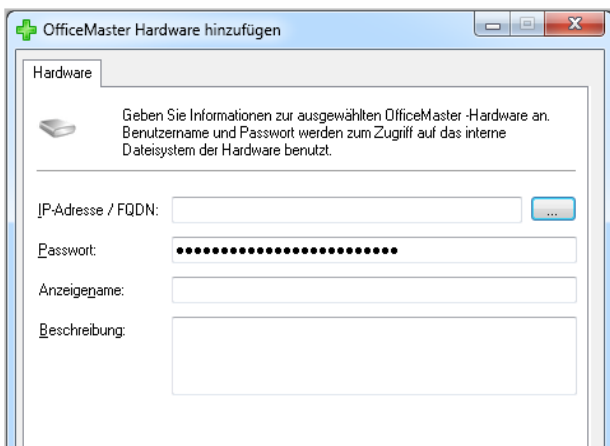 OfficeMaster Hardware hinzufügen
Hardware
Geben Sie Informationen zur ausgewählten OfficeMaster -Hardware an.
Benutzername und Passwort werden zum Zugriff auf das interne
Dateisystem der Hardware benutzt.
IP-Adresse / FQDN:
...
Passwort: •••••••••••••••••••••••••
Anzeigename:
Beschreibung: